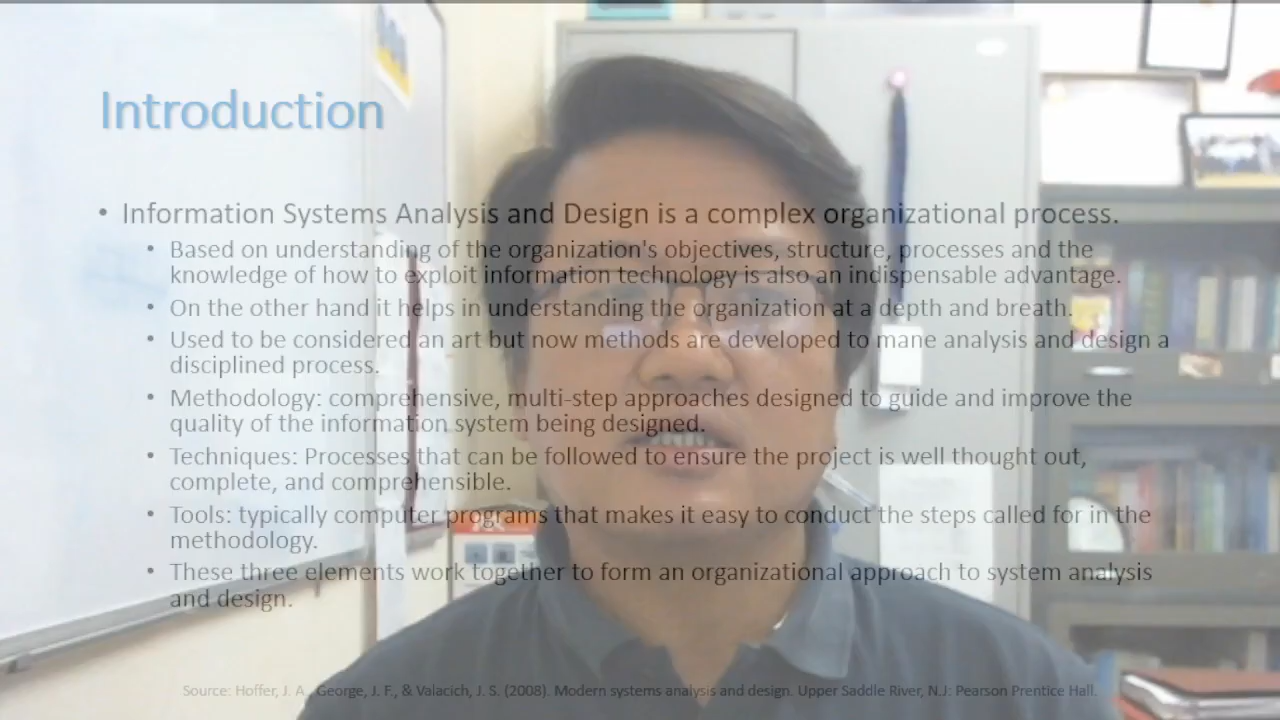 Introduction
• Information Systems Analysis and Design is a complex organizational process.
• Based on understanding of the organization's objectives, structure, processes and the
knowledge of how to exploit information technology is also an indispensable advantage.
• On the other hand it helps in understanding the organization at a depth and breath.
• Used to be considered an art but now methods are developed to mane analysis and design a
disciplined process.
• Methodology: comprehensive, multi-step approaches designed to guide and improve the
quality of the information system being designed.
• Techniques: Processes that can be followed to ensure the project is well thought out,
complete, and comprehensible.
• Tools: typically computer programs that makes it easy to conduct the steps called for in the
methodology.
• These three elements work together to form an organizational approach to system analysis
and design.
Source: Hoffer, J. A., George, J. F., & Valacich, J. S. (2008). Modern systems analysis and design. Upper Saddle River, N.J: Pearson Prentice Hall.